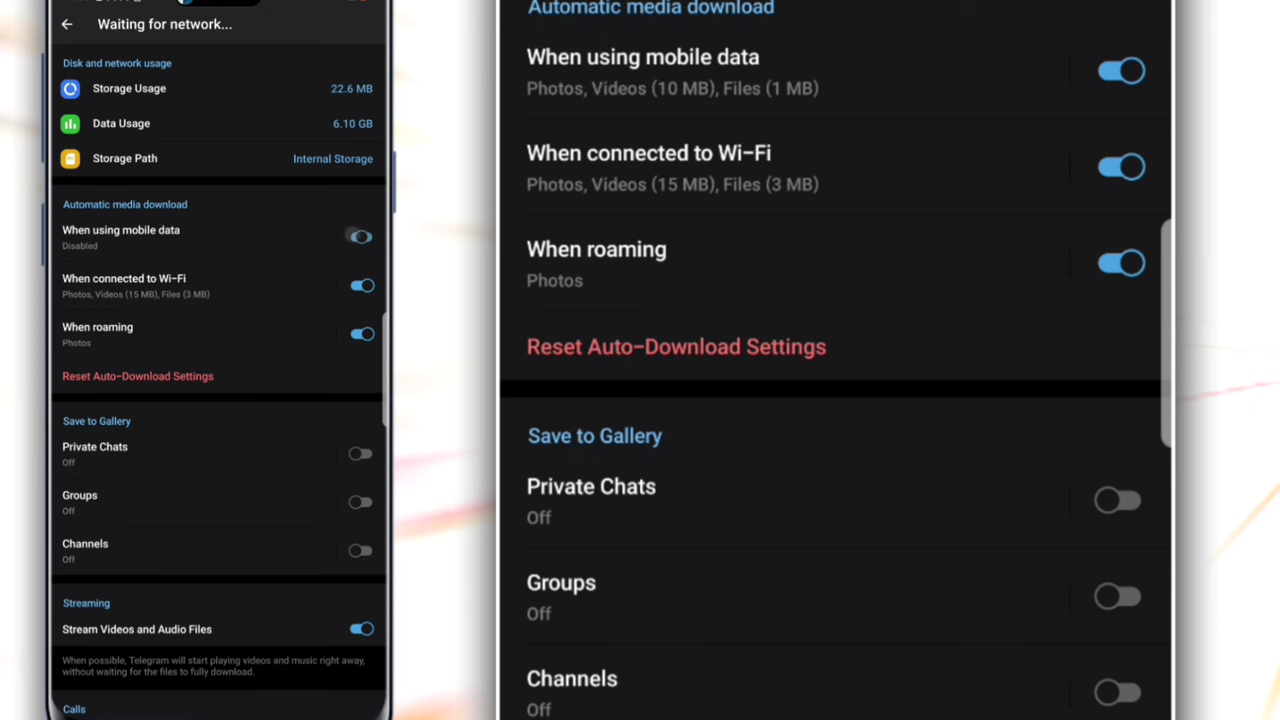 Waiting for network...
Disk and network usage
Storage Usage 22.6 MB
Data Usage 6.10 GB
Storage Path Internal Storage
Automatic media download
When using mobile data
Disabled
When connected to Wi-Fi
Photos, Videos (15 MB), Files (3 MB)
When roaming
Photos
Reset Auto-Download Settings
Save to Gallery
Private Chats
Off
Groups
Off
Channels
Off
Streaming
Stream Videos and Audio Files
When possible, Telegram will start playing videos and music right away,
without waiting for the files to fully download.
Calls
Automatic media download
When using mobile data
Photos, Videos (10 MB), Files (1 MB)
When connected to Wi-Fi
Photos, Videos (15 MB), Files (3 MB)
When roaming
Photos
Reset Auto-Download Settings
Save to Gallery
Private Chats
Off
Groups
Off
Channels
Off